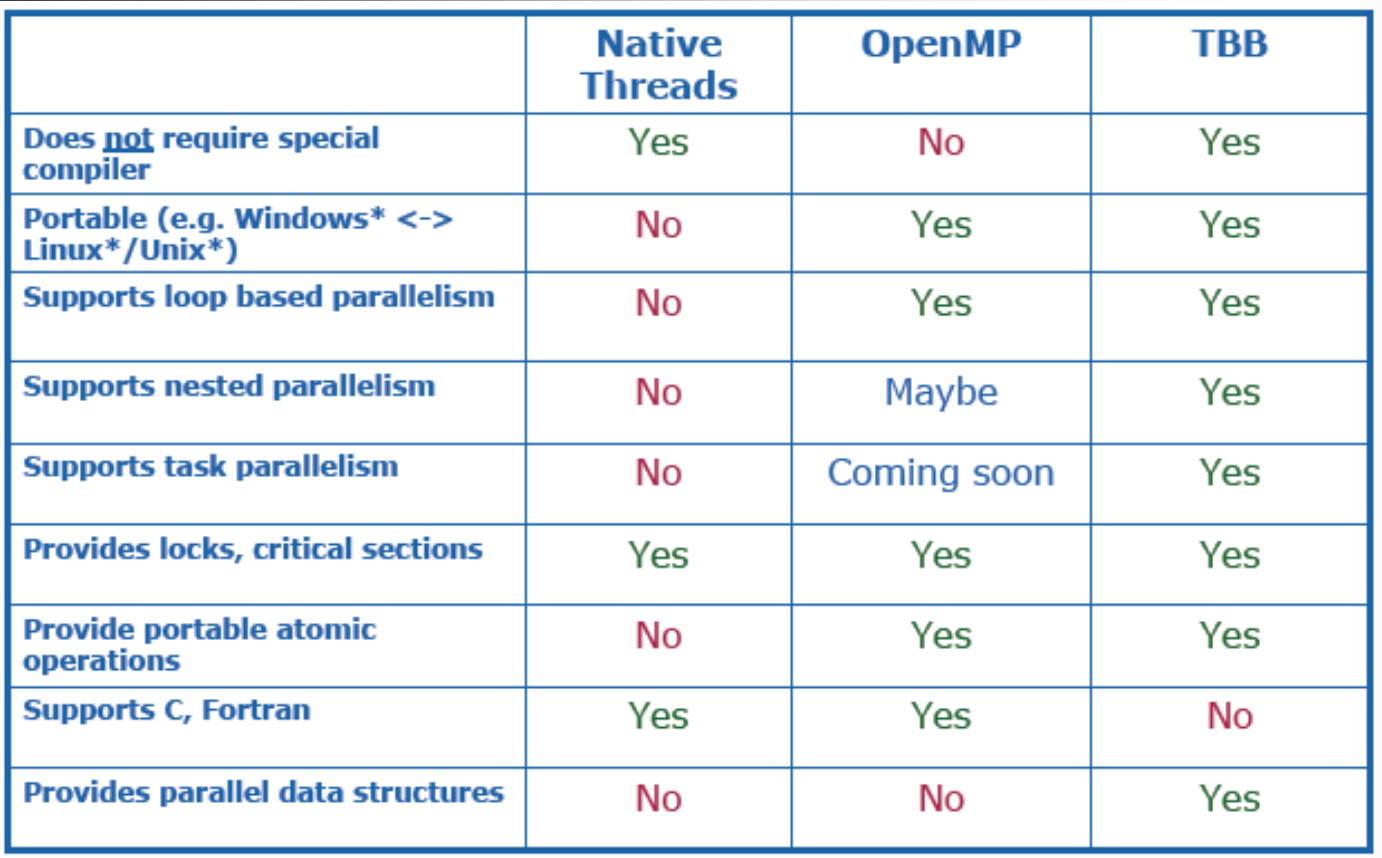 Native Threads OpenMP TBB
Does not require special compiler Yes No Yes
Portable (e.g. Windows* <-> Linux*/Unix*) No Yes Yes
Supports loop based parallelism No Yes Yes
Supports nested parallelism No Maybe Yes
Supports task parallelism No Coming soon Yes
Provides locks, critical sections Yes Yes Yes
Provide portable atomic operations No Yes Yes
Supports C, Fortran Yes Yes No
Provides parallel data structures No No Yes